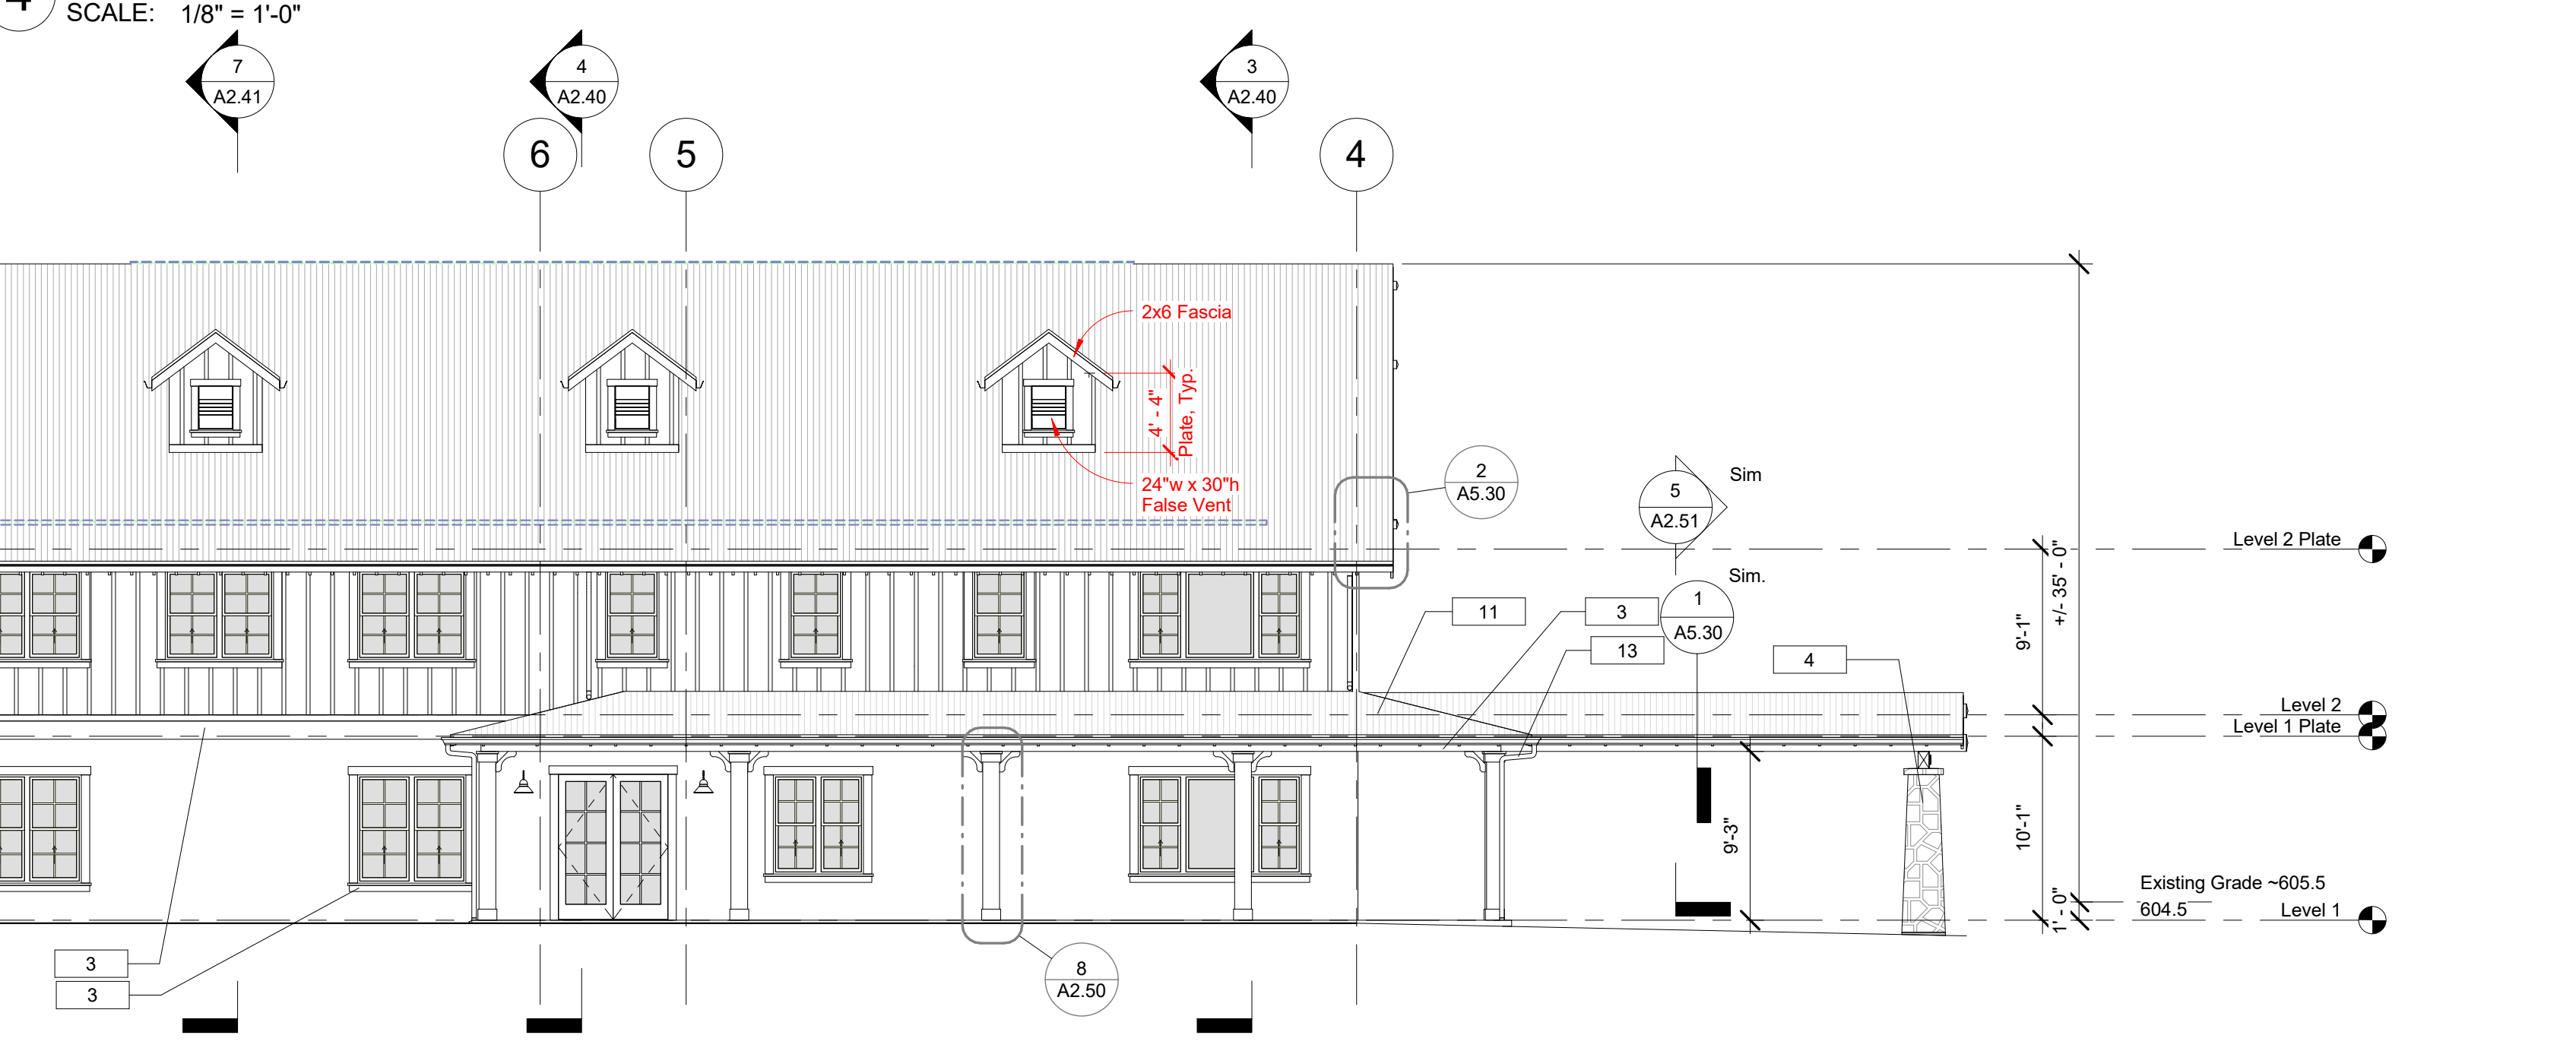 4
SCALE: 1/8" = 1'-0"
7
A2.41
4
A2.40
3
A2.40
6
5
4
2x6 Fascia
4' - 4"
Plate, Typ.
24"w x 30"h
False Vent
2
A5.30
5
A2.51
Sim
Level 2 Plate
Sim.
1
A5.30
11
3
13
4
9'-1"
+/- 35' - 0"
Level 2
Level 1 Plate
9'-3"
10'-1"
1' - 0"
Existing Grade ~605.5
604.5
Level 1
3
3
8
A2.50